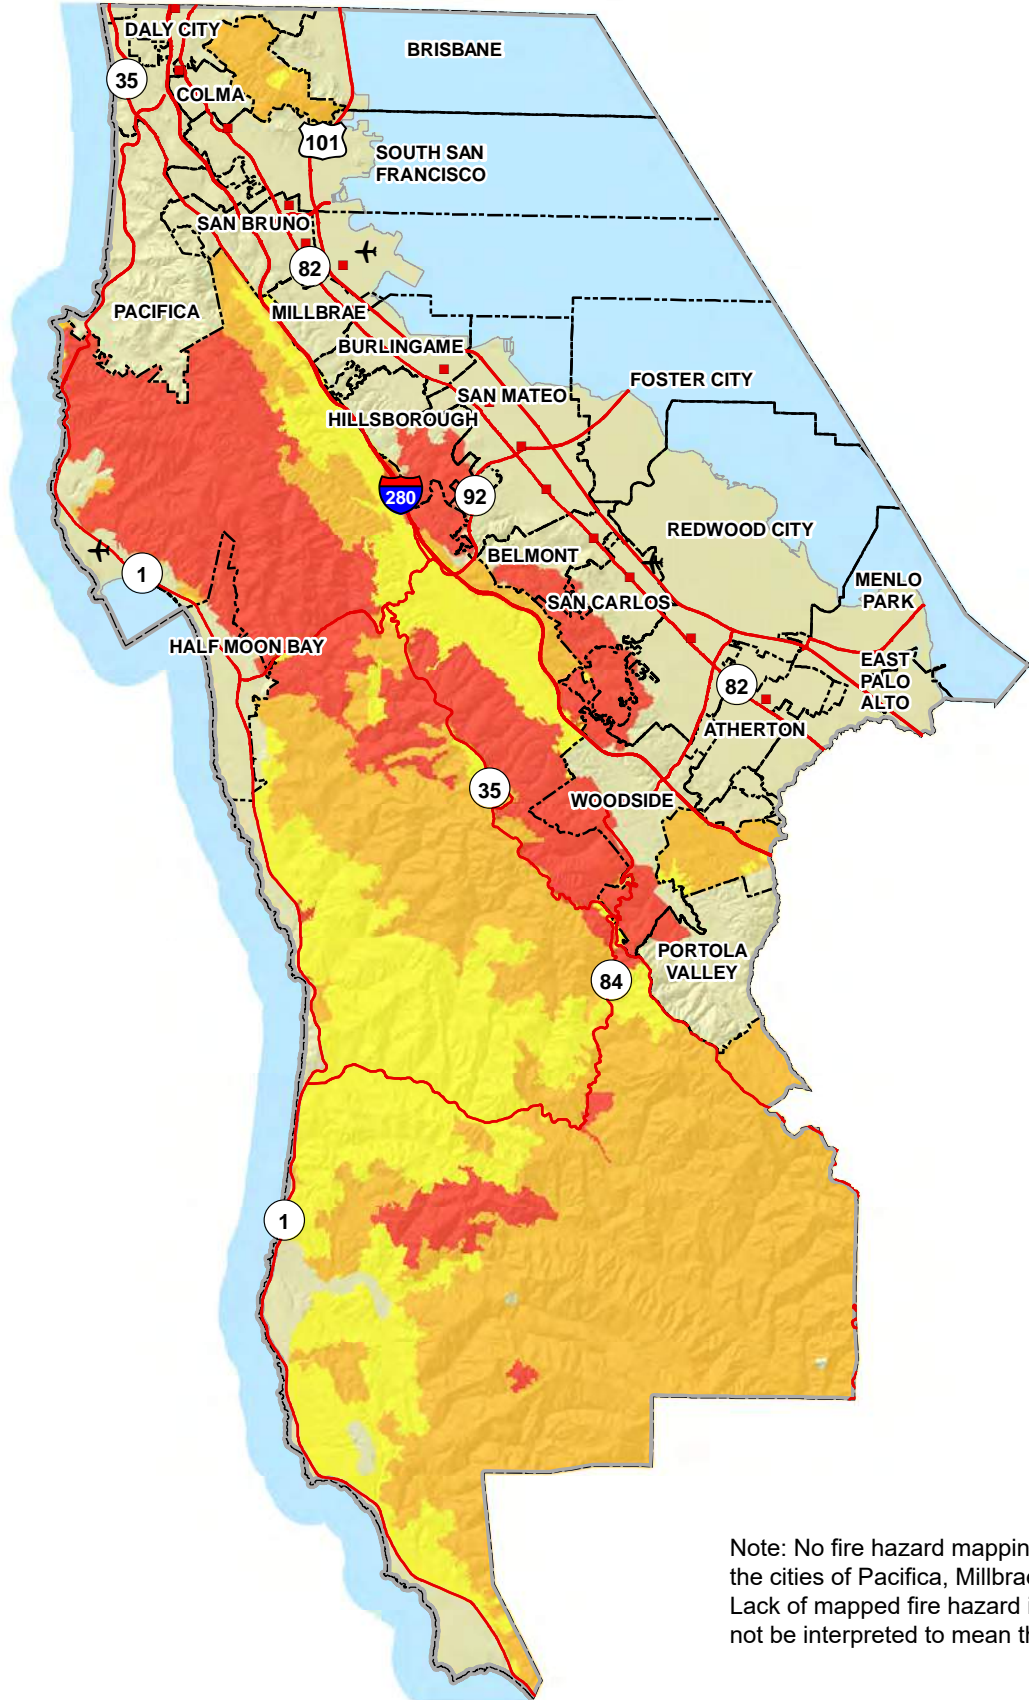 DALY CITY
BRISBANE
35
COLMA
101
SOUTH SAN
FRANCISCO
SAN BRUNO
82
PACIFICA
MILLBRAE
BURLINGAME
FOSTER CITY
SAN MATEO
HILLSBOROUGH
280
92
REDWOOD CITY
BELMONT
1
MENLO
PARK
SAN CARLOS
HALF MOON BAY
EAST
PALO
ALTO
82
ATHERTON
35
WOODSIDE
PORTOLA
VALLEY
84
1
Note: No fire hazard mappin
the cities of Pacifica, Millbrae
Lack of mapped fire hazard i
not be interpreted to mean th